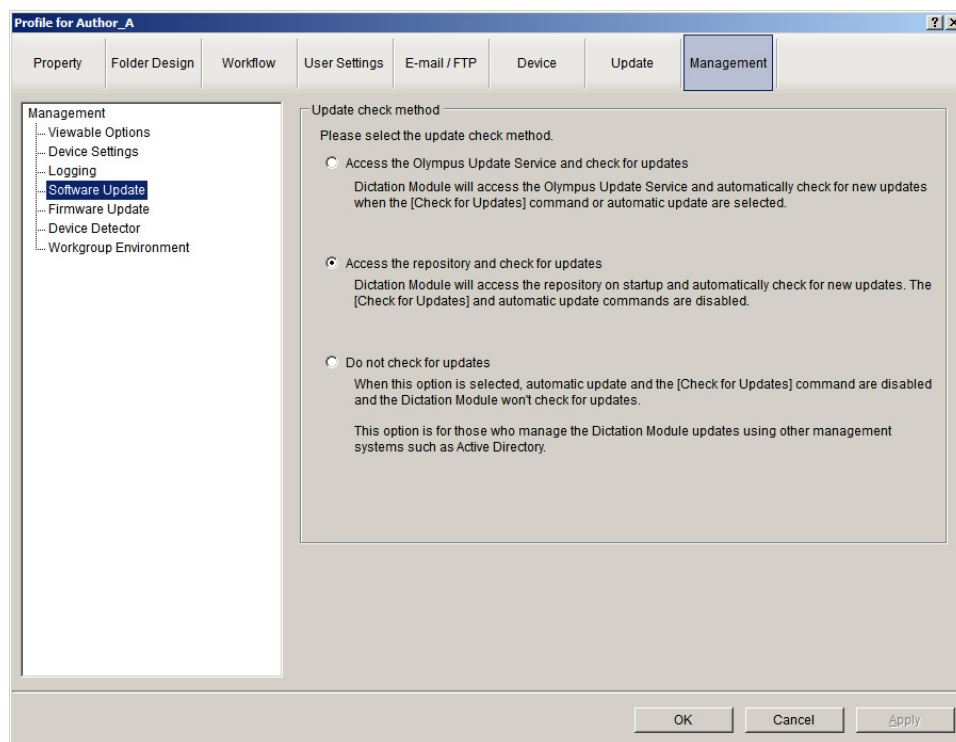 Profile for Author_A
Property
Folder Design
Workflow
User Settings
E-mail / FTP
Device
Update
Management
Management
Viewable Options
Device Settings
Logging
Software Update
Firmware Update
Device Detector
Workgroup Environment
Update check method
Please select the update check method.
Access the Olympus Update Service and check for updates
Dictation Module will access the Olympus Update Service and automatically check for new updates
when the [Check for Updates] command or automatic update are selected.
Access the repository and check for updates
Dictation Module will access the repository on startup and automatically check for new updates. The
[Check for Updates] and automatic update commands are disabled.
Do not check for updates
When this option is selected, automatic update and the [Check for Updates] command are disabled
and the Dictation Module won't check for updates.
This option is for those who manage the Dictation Module updates using other management
systems such as Active Directory.
OK
Cancel
Apply